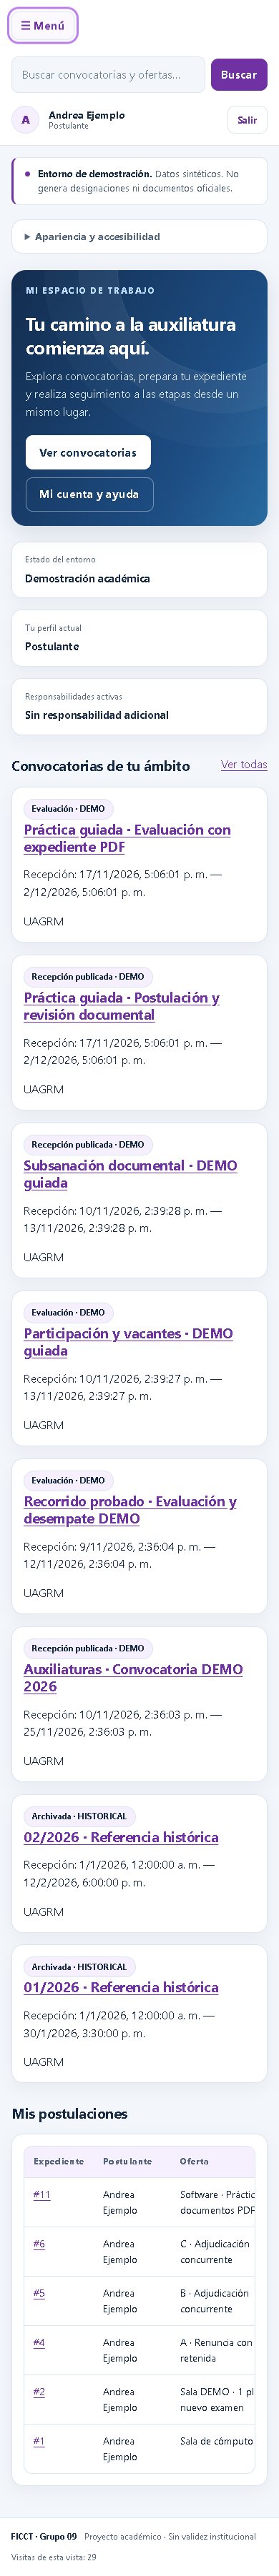 ☰ Menú
Buscar convocatorias y ofertas...
Buscar
A
Andrea Ejemplo
Postulante
Salir
Entorno de demostración. Datos sintéticos. No
genera designaciones ni documentos oficiales.
▶ Apariencia y accesibilidad
MI ESPACIO DE TRABAJO
Tu camino a la auxiliatura
comienza aquí.
Explora convocatorias, prepara tu expediente
y realiza seguimiento a las etapas desde un
mismo lugar.
Ver convocatorias
Mi cuenta y ayuda
Estado del entorno
Demostración académica
Tu perfil actual
Postulante
Responsabilidades activas
Sin responsabilidad adicional
Convocatorias de tu ámbito
Ver todas
Evaluación · DEMO
Práctica guiada · Evaluación con
expediente PDF
Recepción: 17/11/2026, 5:06:01 p. m. —
2/12/2026, 5:06:01 p. m.
UAGRM
Recepción publicada · DEMO
Práctica guiada · Postulación y
revisión documental
Recepción: 17/11/2026, 5:06:01 p. m. —
2/12/2026, 5:06:01 p. m.
UAGRM
Recepción publicada · DEMO
Subsanación documental · DEMO
guiada
Recepción: 10/11/2026, 2:39:28 p. m. —
13/11/2026, 2:39:28 p. m.
UAGRM
Evaluación · DEMO
Participación y vacantes · DEMO
guiada
Recepción: 10/11/2026, 2:39:27 p. m. —
13/11/2026, 2:39:27 p. m.
UAGRM
Evaluación · DEMO
Recorrido probado · Evaluación y
desempate DEMO
Recepción: 9/11/2026, 2:36:04 p. m. —
12/11/2026, 2:36:04 p. m.
UAGRM
Recepción publicada · DEMO
Auxiliaturas · Convocatoria DEMO
2026
Recepción: 10/11/2026, 2:36:03 p. m. —
25/11/2026, 2:36:03 p. m.
UAGRM
Archivada · HISTORICAL
02/2026 · Referencia histórica
Recepción: 1/1/2026, 12:00:00 a. m. —
12/2/2026, 6:00:00 p. m.
UAGRM
Archivada · HISTORICAL
01/2026 · Referencia histórica
Recepción: 1/1/2026, 12:00:00 a. m. —
30/1/2026, 3:30:00 p. m.
UAGRM
Mis postulaciones
Expediente Postulante Oferta
#11 Andrea Software · Práctic
Ejemplo documentos PDF
#6 Andrea C · Adjudicación
Ejemplo concurrente
#5 Andrea B · Adjudicación
Ejemplo concurrente
#4 Andrea A · Renuncia con
Ejemplo retenida
#2 Andrea Sala DEMO · 1 pl
Ejemplo nuevo examen
#1 Andrea Sala de cómputo
Ejemplo
FICCT · Grupo 09 Proyecto académico · Sin validez institucional
Visitas de esta vista: 29